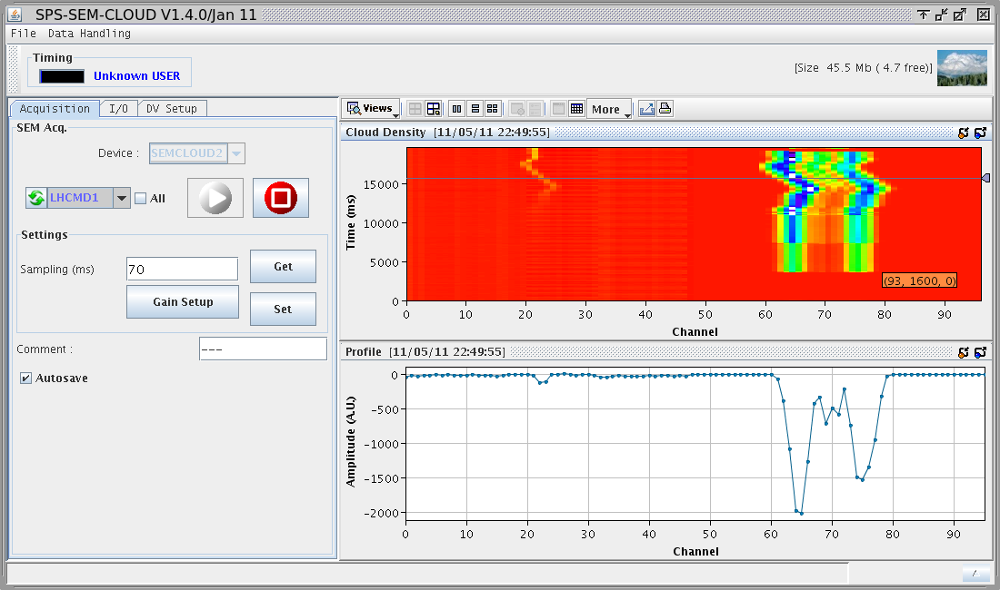 SPS-SEM-CLOUD V1.4.0/Jan 11
File Data Handling
Timing
Unknown USER
[Size 45.5 Mb ( 4.7 free)]
Acquisition I/O DV Setup
SEM Acq.
Device : SEMCLOUD2
LHCMD1 All
Settings
Sampling (ms) 70 Get
Gain Setup Set
Comment : ---
Autosave
Views More
Cloud Density [11/05/11 22:49:55]
Time (ms)
15000
10000
5000
0
(93, 1600, 0)
0 10 20 30 40 50 60 70 80 90
Channel
Profile [11/05/11 22:49:55]
Amplitude (A.U.)
0
-500
-1000
-1500
-2000
0 10 20 30 40 50 60 70 80 90
Channel